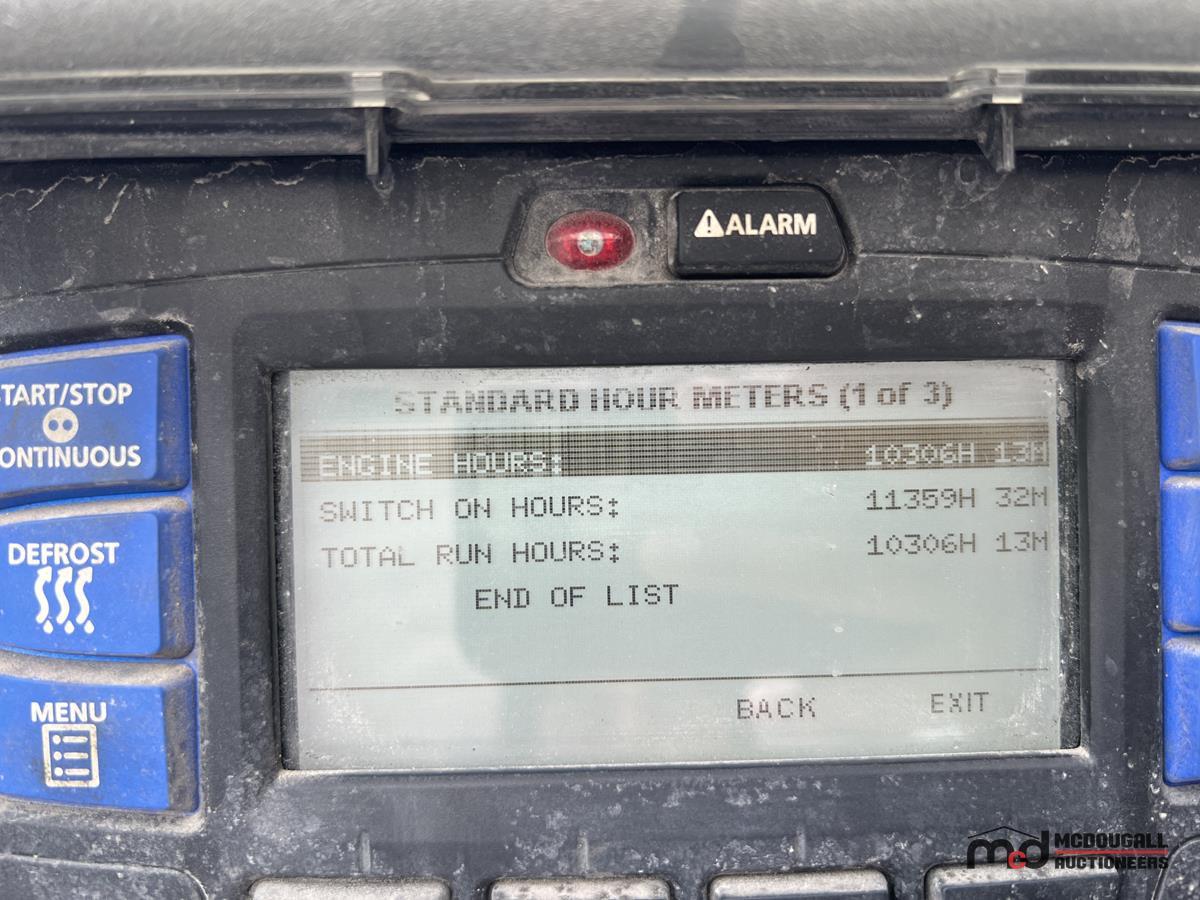 ALARM
START/STOP
CONTINUOUS
DEFROST
MENU
STANDARD HOUR METERS (1 of 3)
ENGINE HOURS: 10306H 13M
SWITCH ON HOURS: 11359H 32M
TOTAL RUN HOURS: 10306H 13M
END OF LIST
BACK EXIT
mcd MCDOUGALL
AUCTIONEERS